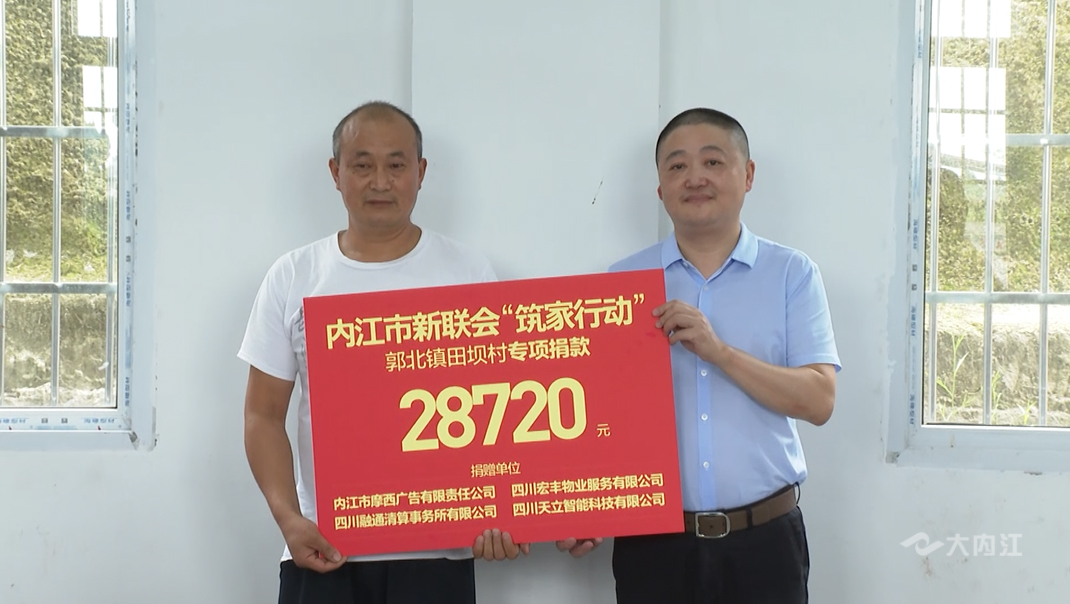 内江市新联会“筑家行动”
郭北镇田坝村专项捐款
28720元
捐赠单位
内江市摩西广告有限责任公司 四川宏丰物业服务有限公司
四川融通清算事务所有限公司 四川天立智能科技有限公司
大内江